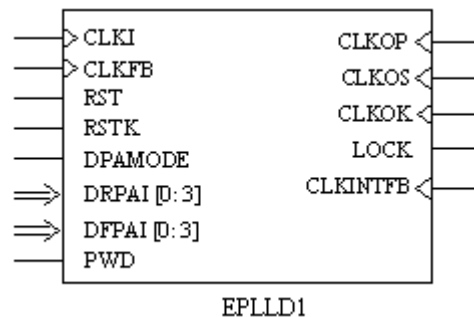 CLKI
CLKFB
RST
RSTK
DPAMODE
DRPAI [0:3]
DFPAI [0:3]
PWD
CLKOP
CLKOS
CLKOK
LOCK
CLKINTFB
EPLLD1